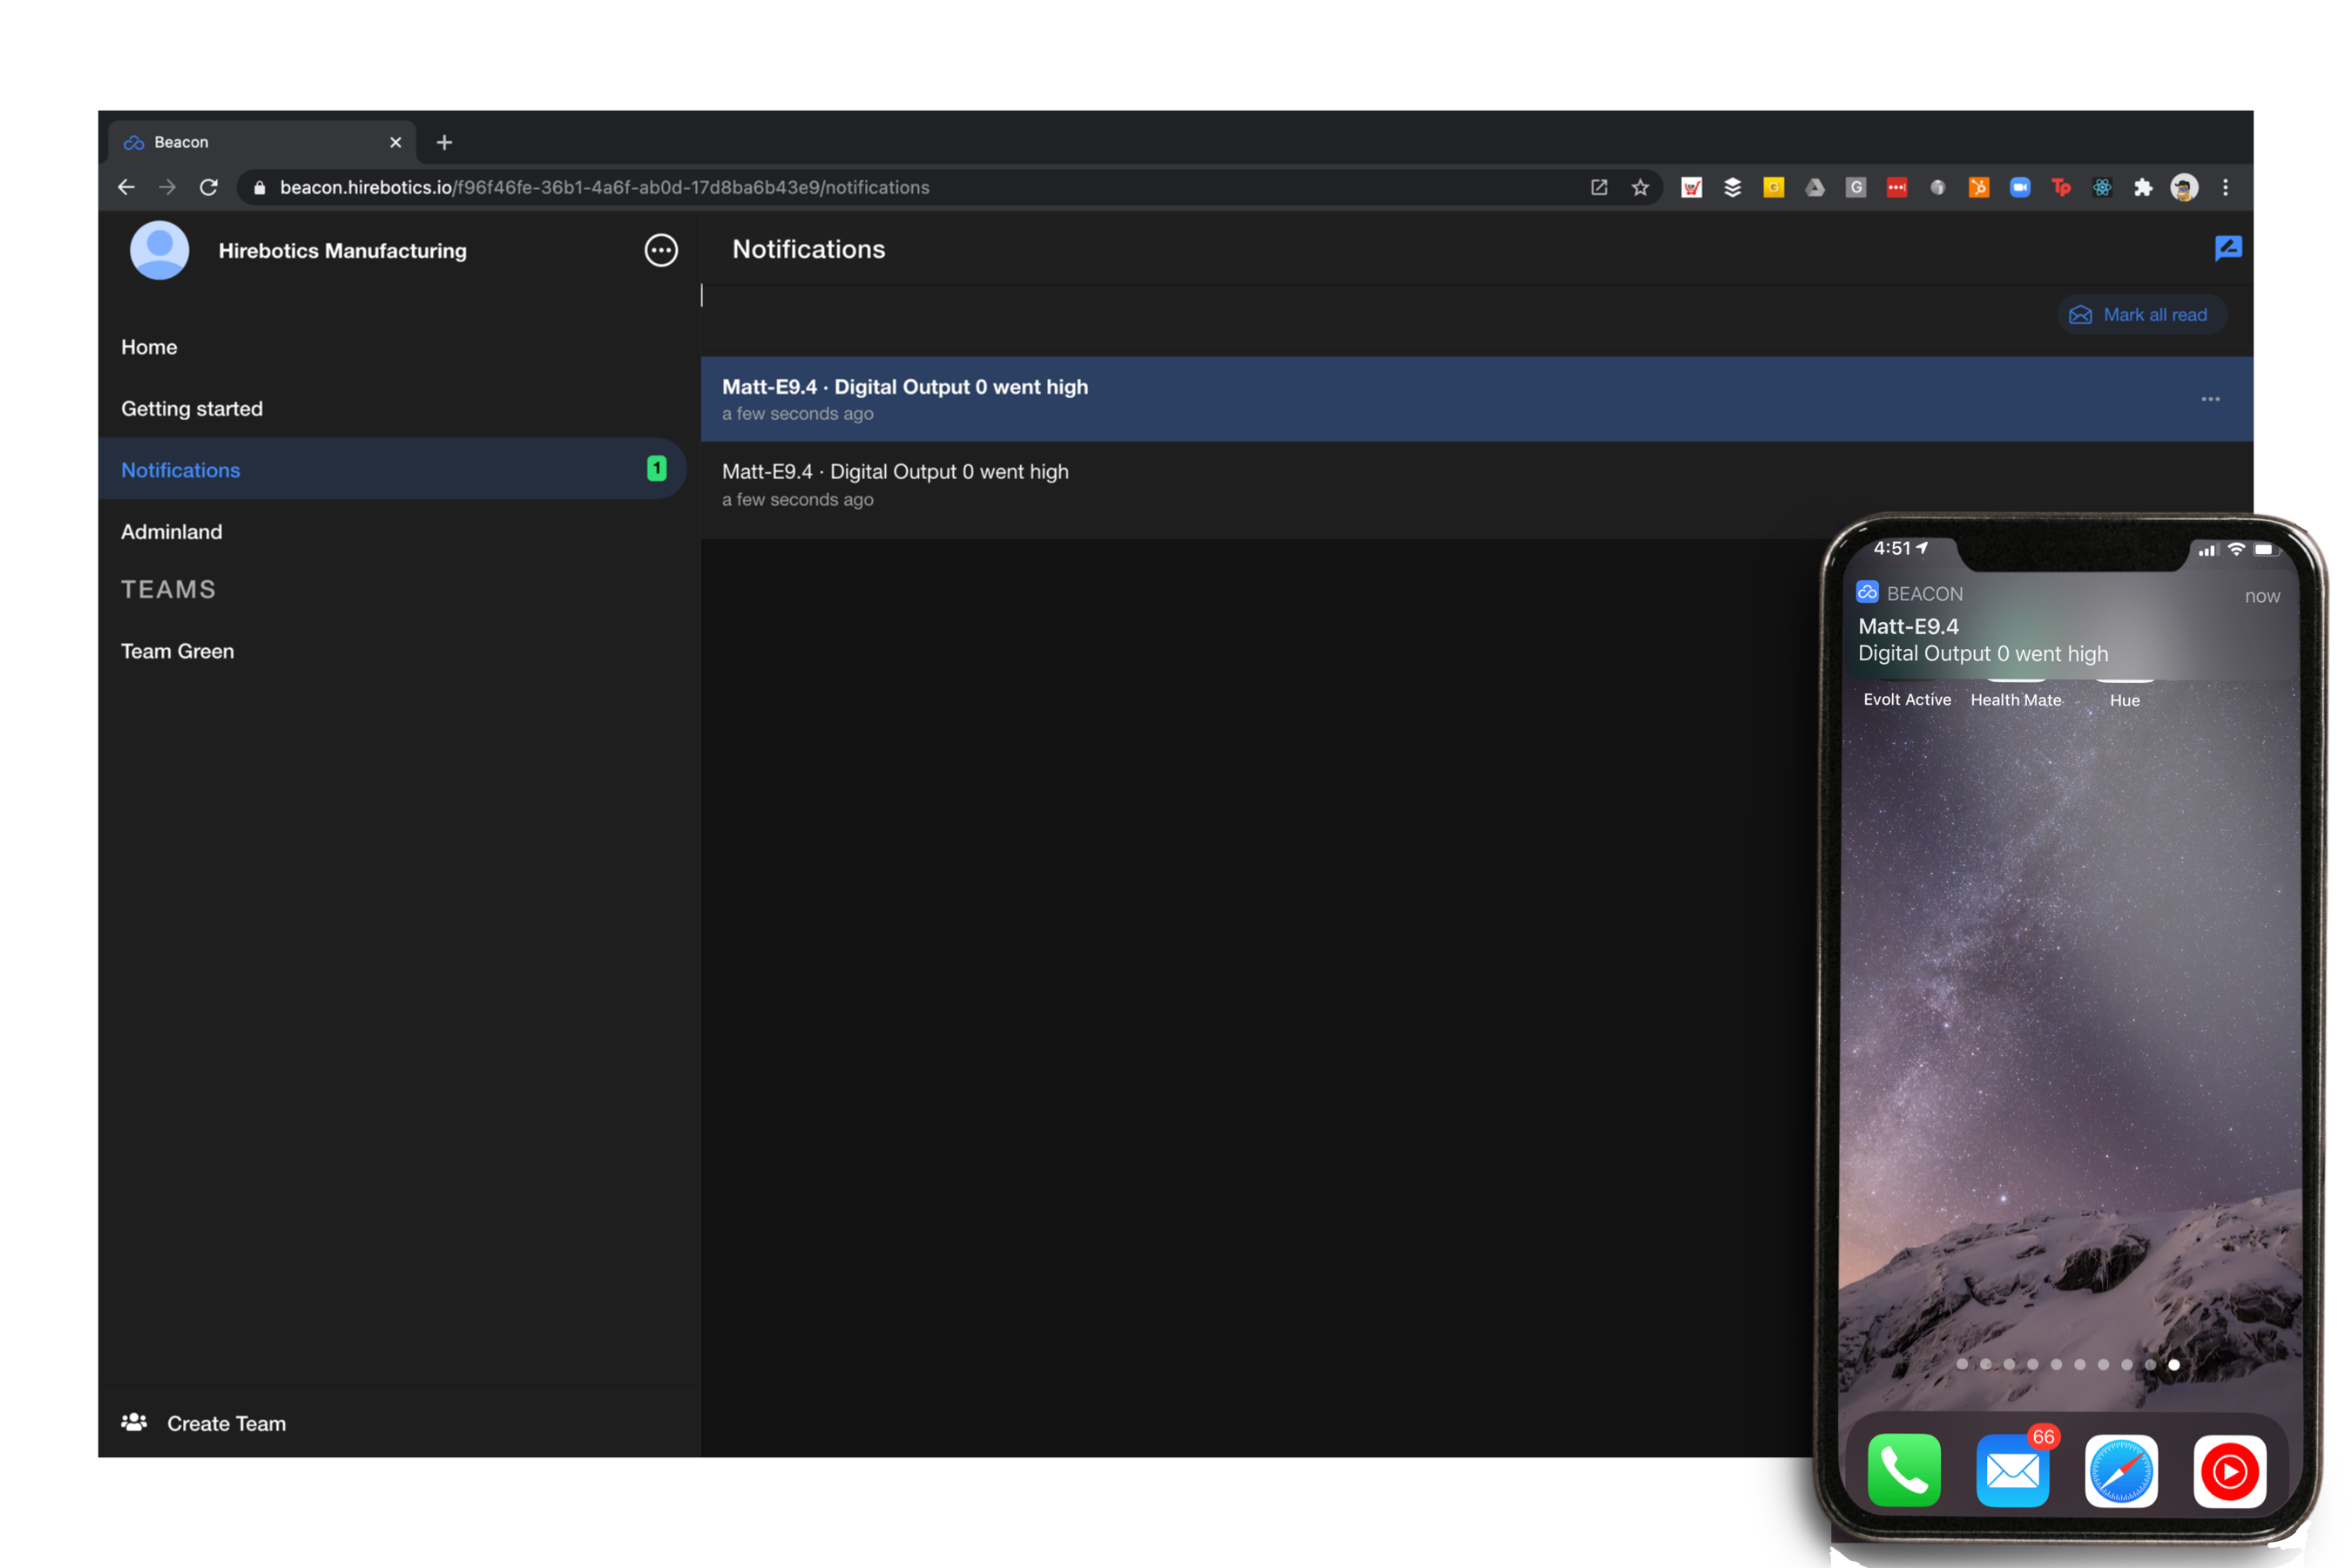 Beacon
beacon.hirebotics.io/f96f46fe-36b1-4a6f-ab0d-17d8ba6b43e9/notifications
Hirebotics Manufacturing
Notifications
Mark all read
Home
Getting started
Notifications 1
Adminland
TEAMS
Team Green
Create Team
Matt-E9.4 · Digital Output 0 went high
a few seconds ago
Matt-E9.4 · Digital Output 0 went high
a few seconds ago
4:51
BEACON now
Matt-E9.4
Digital Output 0 went high
Evolt Active Health Mate Hue
66
G
G
Tp